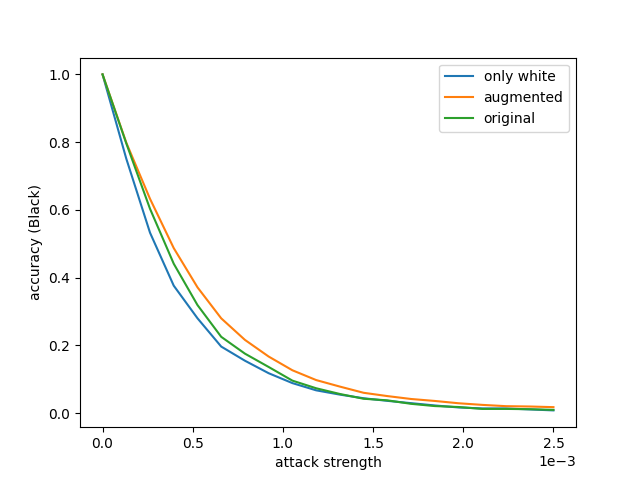 only white
augmented
original
accuracy (Black)
1.0
0.8
0.6
0.4
0.2
0.0
0.0 0.5 1.0 1.5 2.0 2.5
1e−3
attack strength